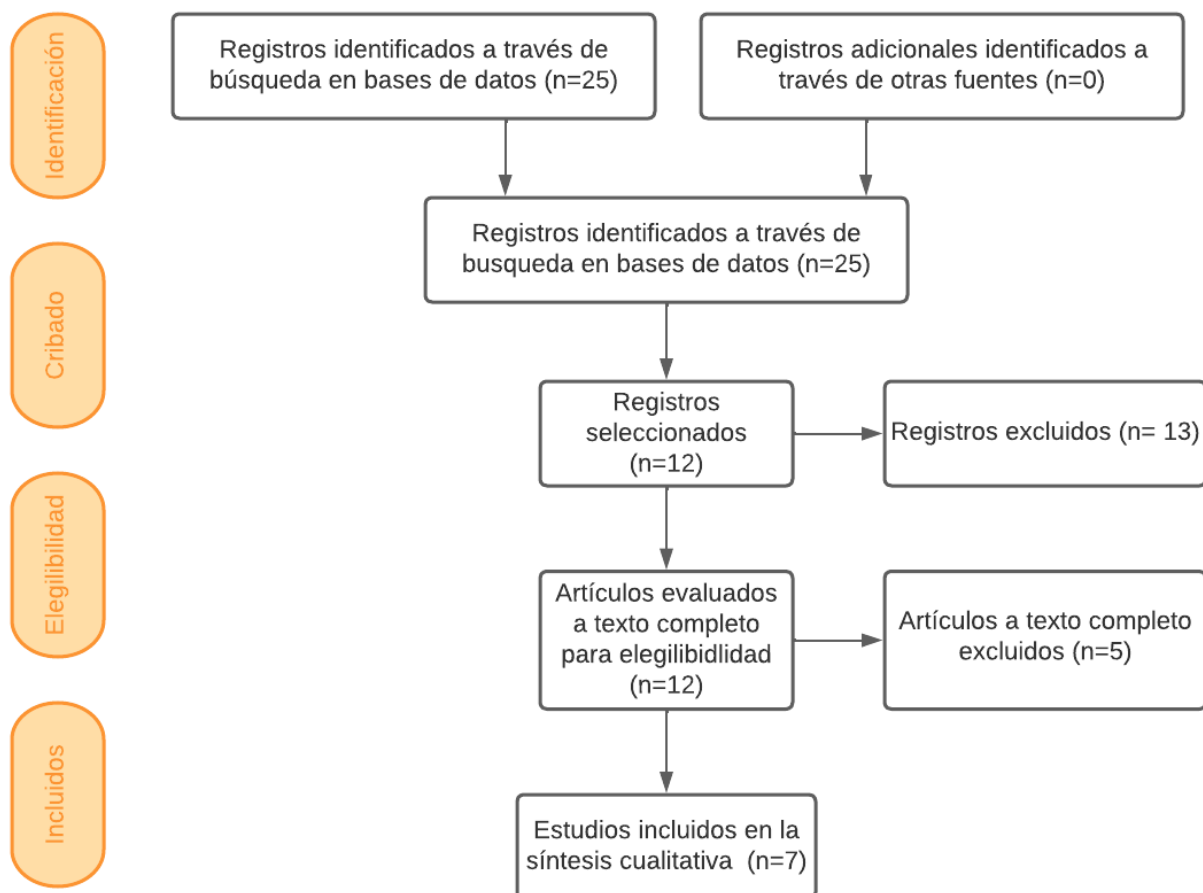 Identificación
Registros identificados a través de
búsqueda en bases de datos (n=25)
Registros adicionales identificados a
través de otras fuentes (n=0)
Registros identificados a través de
busqueda en bases de datos (n=25)
Cribado
Registros
seleccionados
(n=12)
Registros excluidos (n= 13)
Elegilibilidad
Artículos evaluados
a texto completo
para elegilibidlidad
(n=12)
Artículos a texto completo
excluidos (n=5)
Incluidos
Estudios incluidos en la
síntesis cualitativa (n=7)